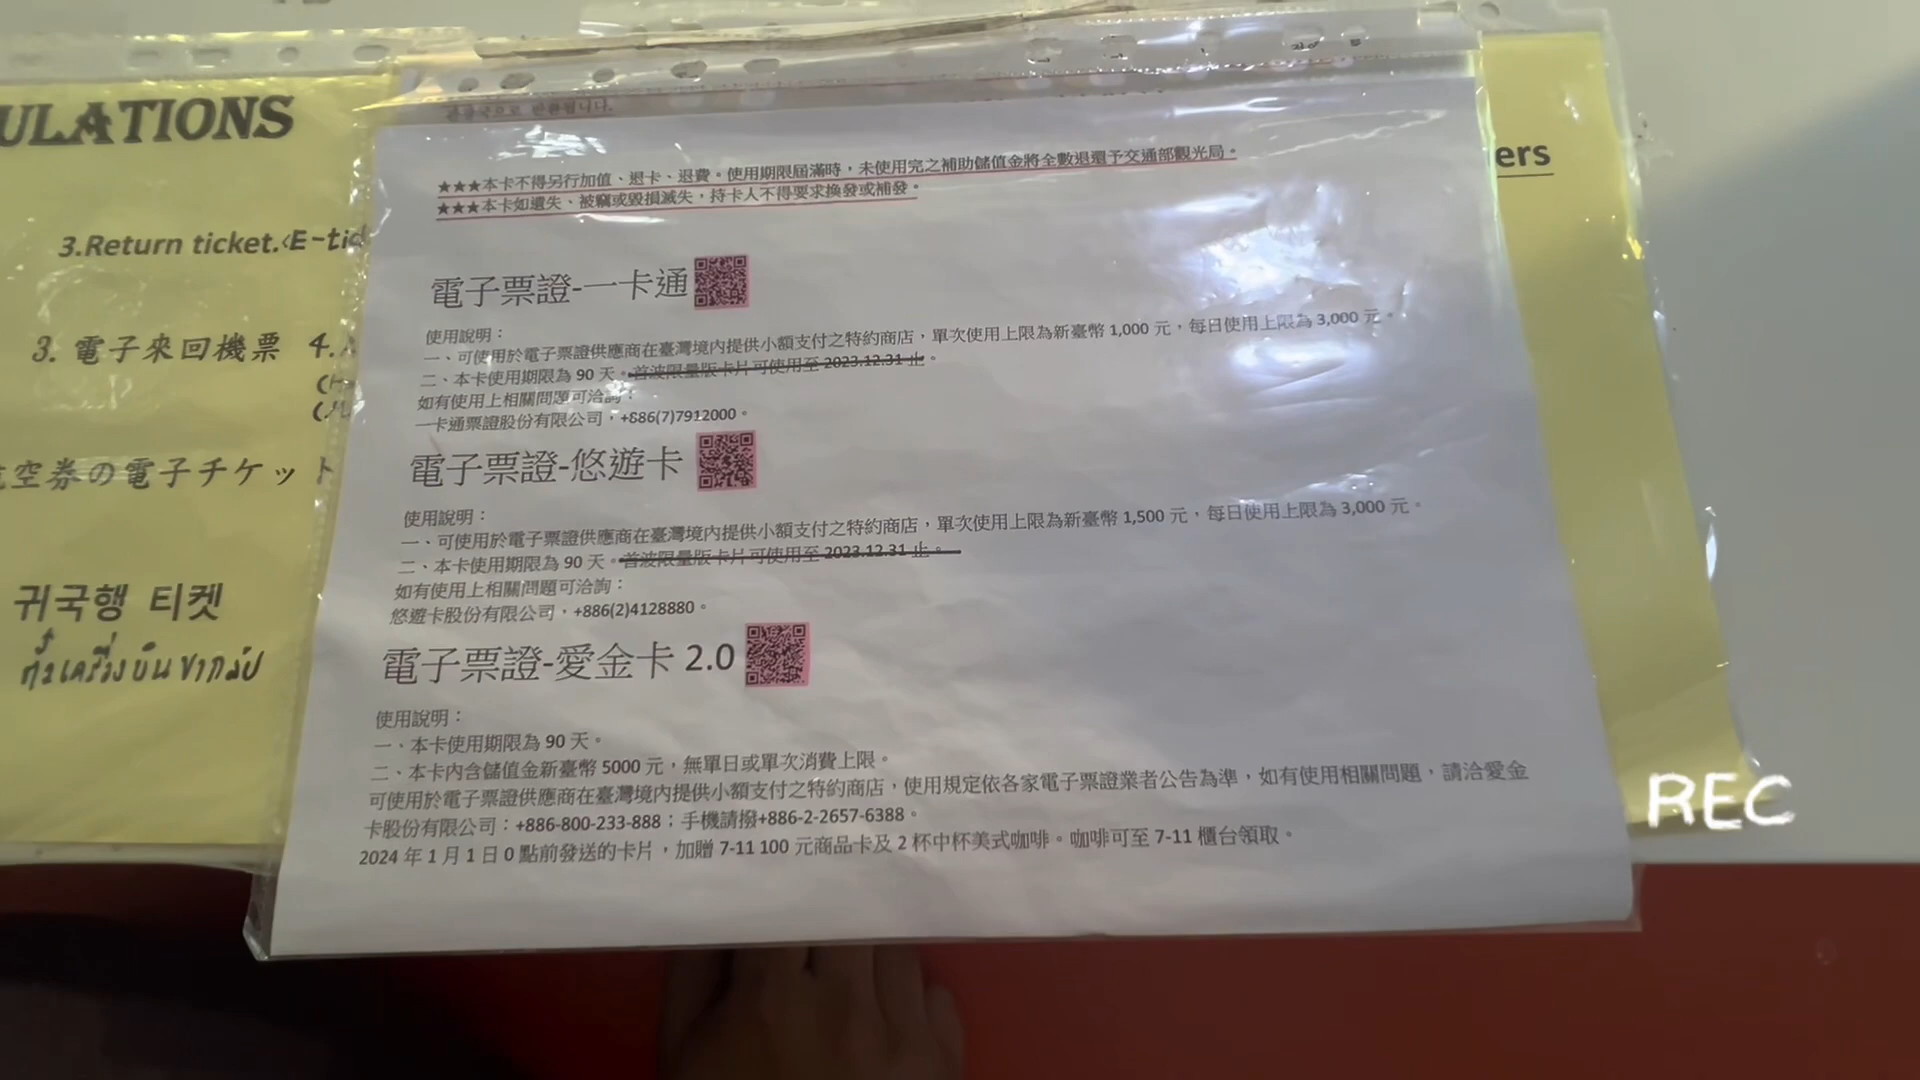 ULATIONS
3.Return ticket.<E-tic
3. 電子來回機票 4.
空券の電子チケット
귀국행 티켓
ตั๋วเครื่องบินขากลับ
으로 반환됩니다.
★★★本卡不得另行加值、退卡、退費。使用期限屆滿時，未使用完之補助儲值金將全數退還予交通部觀光局。
★★★本卡如遺失、被竊或毀損滅失，持卡人不得要求換發或補發。
電子票證-一卡通
使用說明：
一、可使用於電子票證供應商在臺灣境內提供小額支付之特約商店，單次使用上限為新臺幣 1,000 元，每日使用上限為 3,000 元。
二、本卡使用期限為 90 天。首波限量版卡片可使用至 2023.12.31 止。
如有使用上相關問題可洽詢：
一卡通票證股份有限公司，+886(7)7912000。
電子票證-悠遊卡
使用說明：
一、可使用於電子票證供應商在臺灣境內提供小額支付之特約商店，單次使用上限為新臺幣 1,500 元，每日使用上限為 3,000 元。
二、本卡使用期限為 90 天。首波限量版卡片可使用至 2023.12.31 止。
如有使用上相關問題可洽詢：
悠遊卡股份有限公司，+886(2)4128880。
電子票證-愛金卡 2.0
使用說明：
一、本卡使用期限為 90 天。
二、本卡內含儲值金新臺幣 5000 元，無單日或單次消費上限。
可使用於電子票證供應商在臺灣境內提供小額支付之特約商店，使用規定依各家電子票證業者公告為準，如有使用相關問題，請洽愛金
卡股份有限公司：+886-800-233-888；手機請撥+886-2-2657-6388。
2024 年 1 月 1 日 0 點前發送的卡片，加贈 7-11 100 元商品卡及 2 杯中杯美式咖啡。咖啡可至 7-11 櫃台領取。
ers
REC